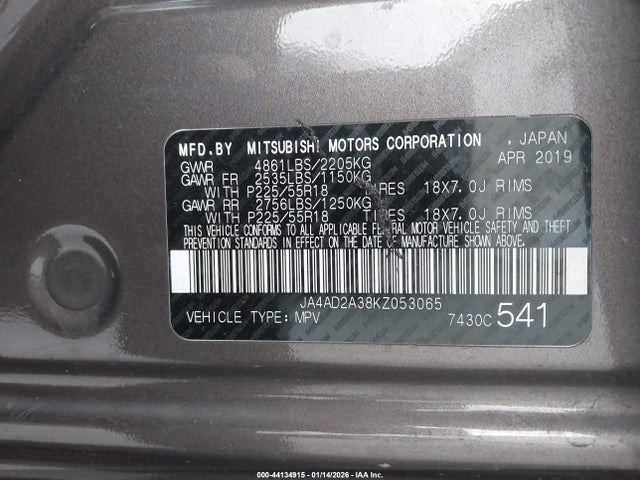 MFD.BY MITSUBISHI MOTORS CORPORATION , JAPAN
GVWR 4861LBS/2205KG APR 2019
GAWR FR 2535LBS/1150KG
WITH P225/55R18 TIRES 18X7.0J RIMS
GAWR RR 2756LBS/1250KG
WITH P225/55R18 TIRES 18X7.0J RIMS
THIS VEHICLE CONFORMS TO ALL APPLICABLE FEDERAL MOTOR VEHICLE SAFETY AND THEFT
PREVENTION STANDARDS IN EFFECT ON THE DATE OF MANUFACTURE SHOWN ABOVE.
JA4AD2A38KZ053065
VEHICLE TYPE: MPV 7430C 541
000-44134915 - 01/14/2026 - IAA Inc.